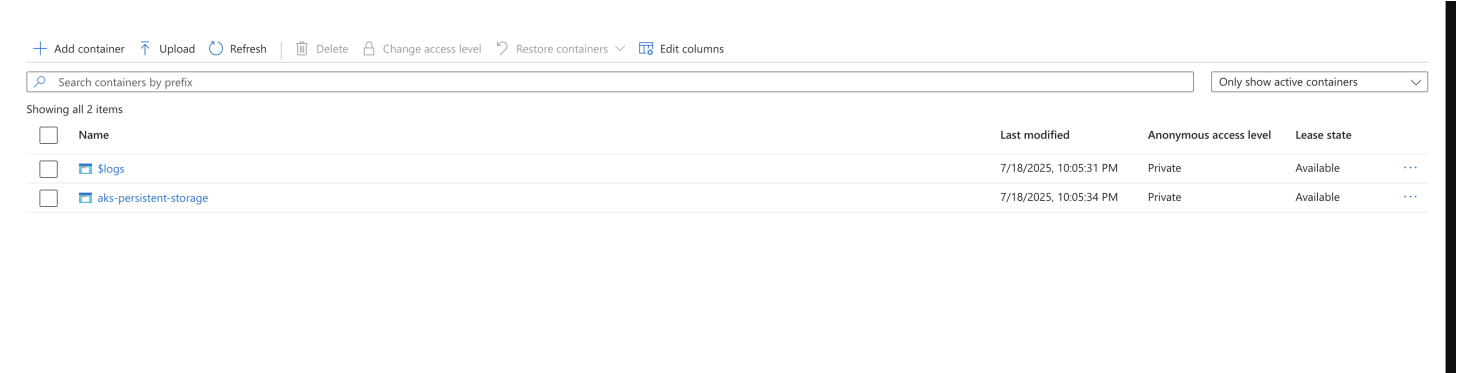 Add container Upload Refresh Delete Change access level Restore containers Edit columns
Search containers by prefix Only show active containers
Showing all 2 items
Name Last modified Anonymous access level Lease state
$logs 7/18/2025, 10:05:31 PM Private Available ...
aks-persistent-storage 7/18/2025, 10:05:34 PM Private Available ...